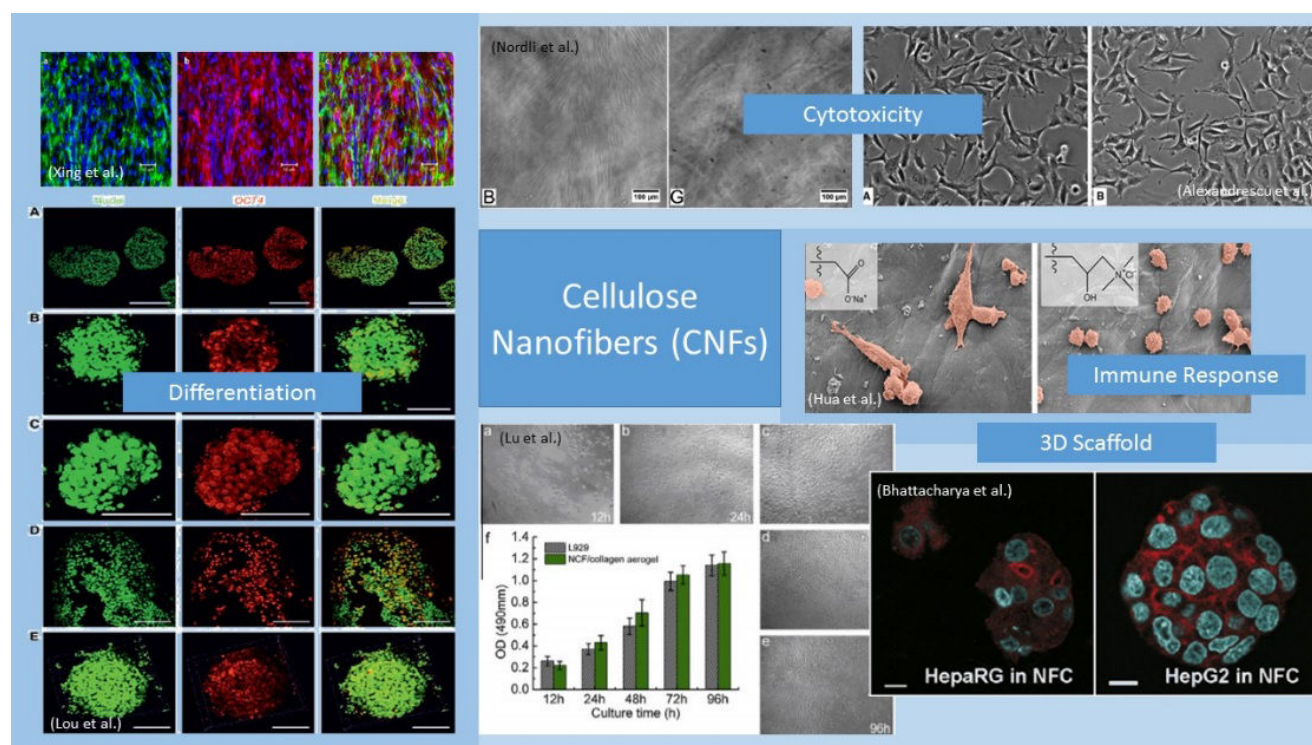 a
b
c
(Xing et al.)
Nuclei
OCT4
Merge
A
B
Differentiation
C
D
E
(Lou et al.)
(Nordli et al.)
B
100 µm
G
100 µm
Cytotoxicity
A
B
(Alexandrescu et al.)
Cellulose
Nanofibers (CNFs)
O
O⁻Na⁺
OH
N⁺Cl⁻
(Hua et al.)
Immune Response
3D Scaffold
a
(Lu et al.)
12h
b
24h
c
d
e
96h
f
1.4
1.2
1.0
0.8
0.6
0.4
0.2
0.0
OD (490mm)
L929
NCF/collagen aerogel
12h
24h
48h
72h
96h
Culture time (h)
(Bhattacharya et al.)
HepaRG in NFC
HepG2 in NFC